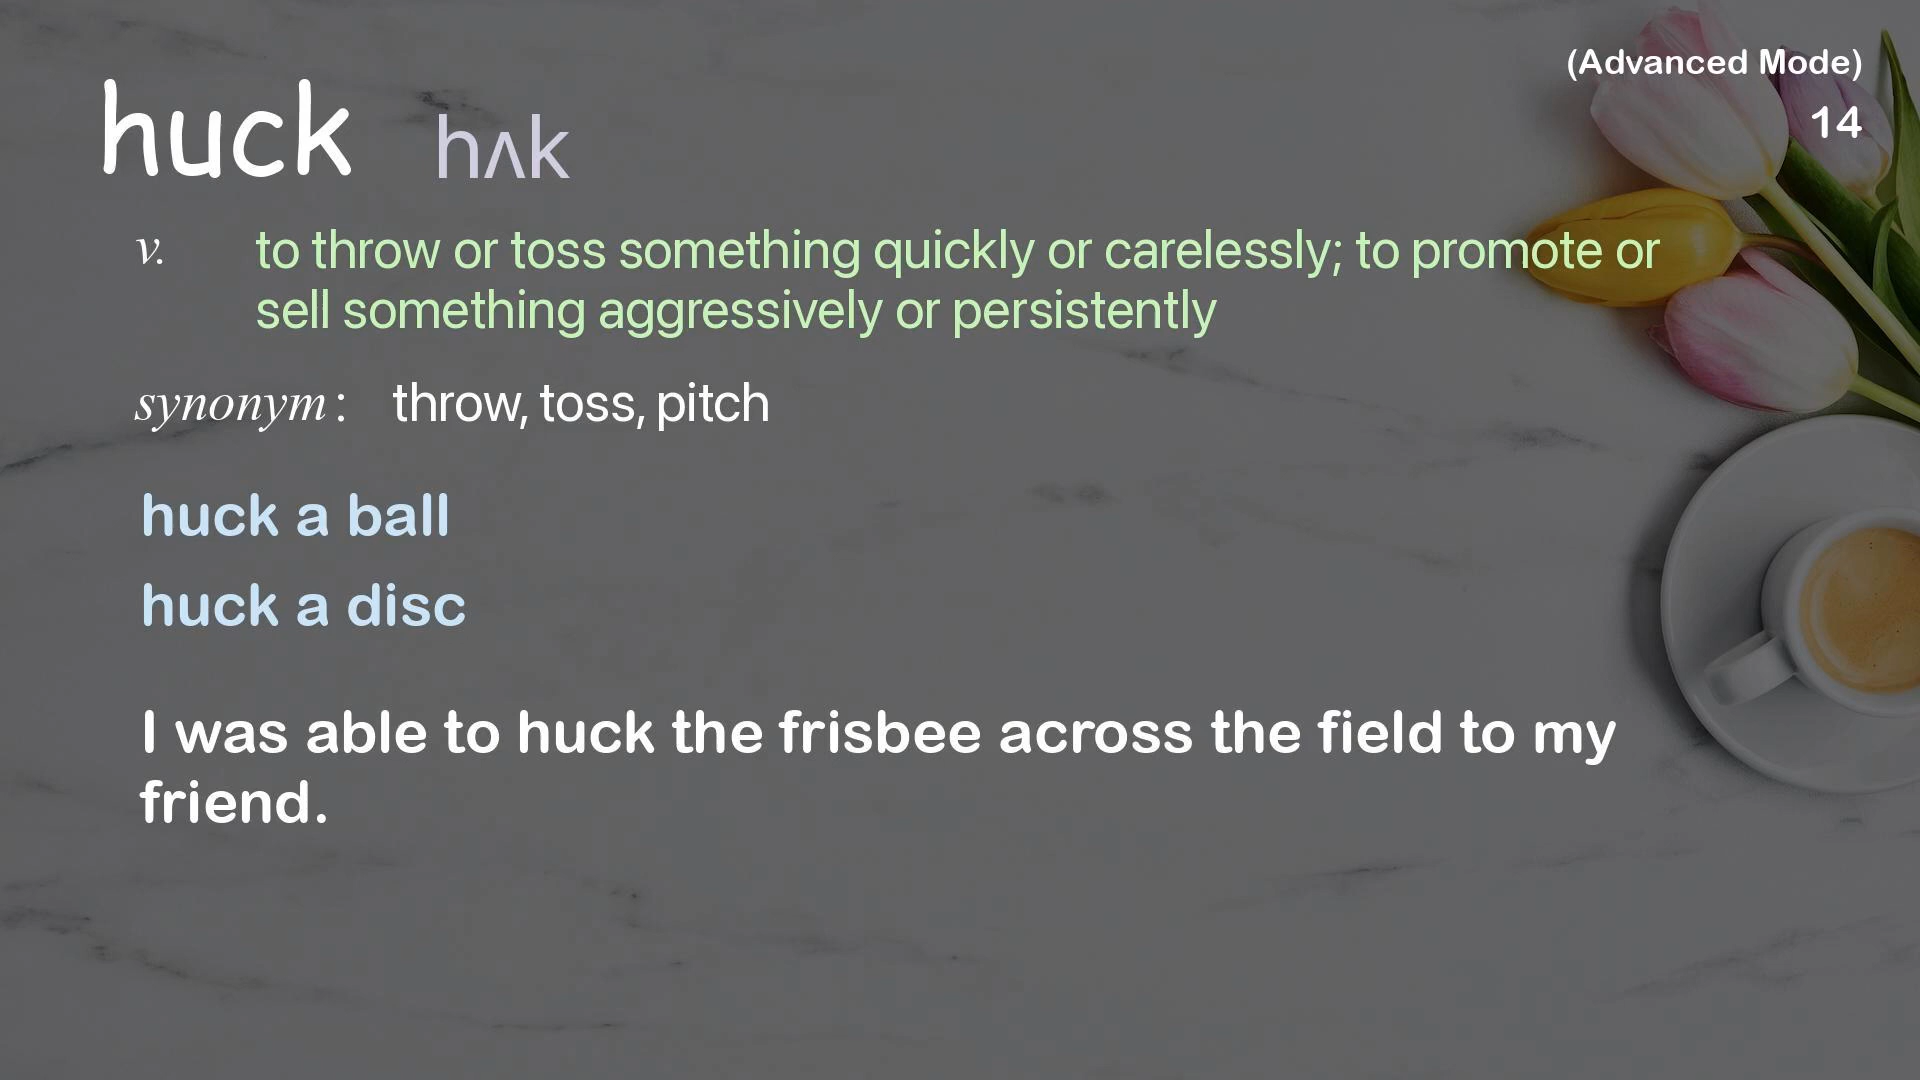 (Advanced Mode)
14
huck hʌk
v. to throw or toss something quickly or carelessly; to promote or
sell something aggressively or persistently
synonym: throw, toss, pitch
huck a ball
huck a disc
I was able to huck the frisbee across the field to my
friend.